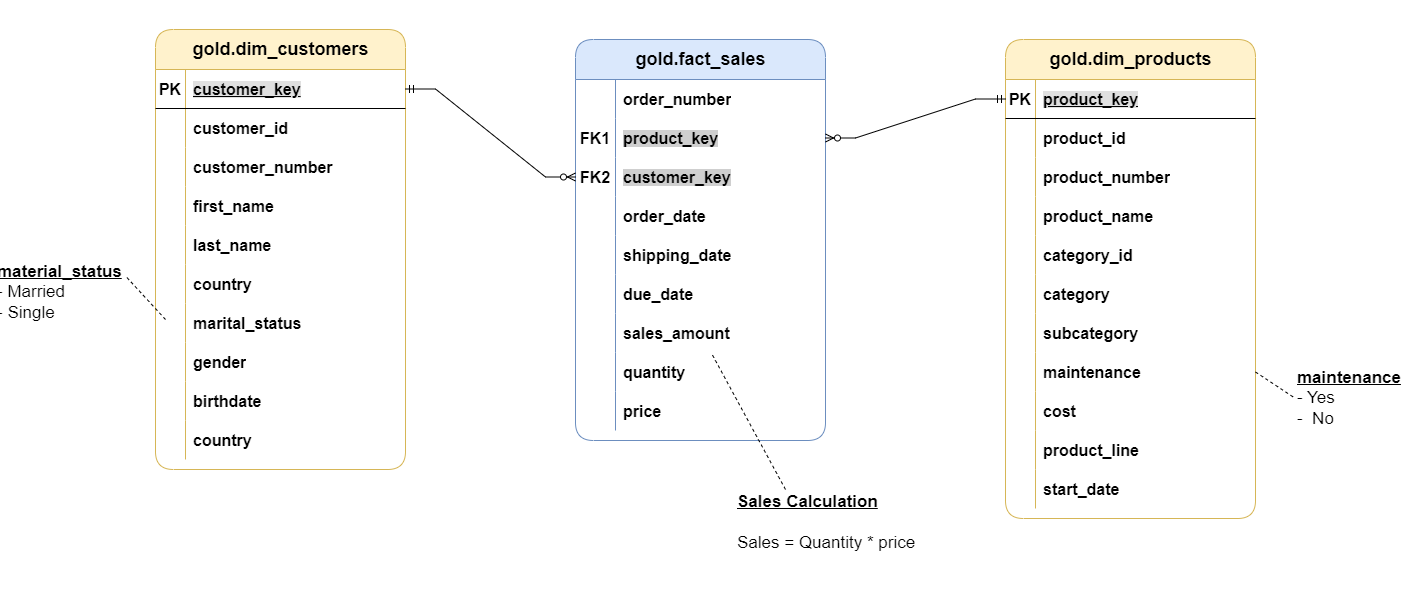 gold.dim_customers
PK customer_key
customer_id
customer_number
first_name
last_name
country
marital_status
gender
birthdate
country
material_status
- Married
- Single
gold.fact_sales
order_number
FK1 product_key
FK2 customer_key
order_date
shipping_date
due_date
sales_amount
quantity
price
Sales Calculation
Sales = Quantity * price
gold.dim_products
PK product_key
product_id
product_number
product_name
category_id
category
subcategory
maintenance
cost
product_line
start_date
maintenance
- Yes
- No